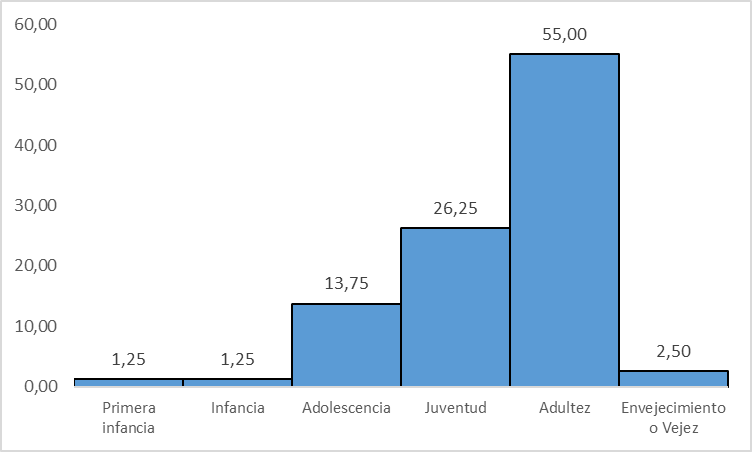 60,00
50,00
40,00
30,00
20,00
10,00
0,00
1,25
1,25
13,75
26,25
55,00
2,50
Primera
infancia
Infancia
Adolescencia
Juventud
Adultez
Envejecimiento
o Vejez